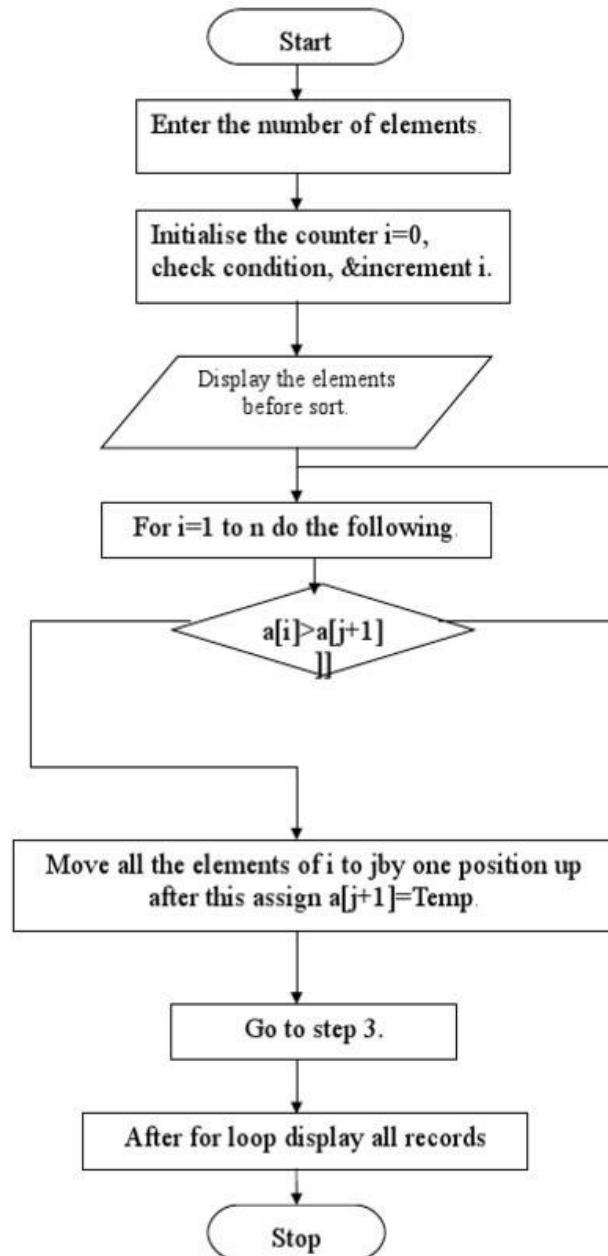 Start
Enter the number of elements.
Initialise the counter i=0,
check condition, &increment i.
Display the elements
before sort.
For i=1 to n do the following.
a[i]>a[j+1]
]]
Move all the elements of i to jby one position up
after this assign a[j+1]=Temp.
Go to step 3.
After for loop display all records
Stop